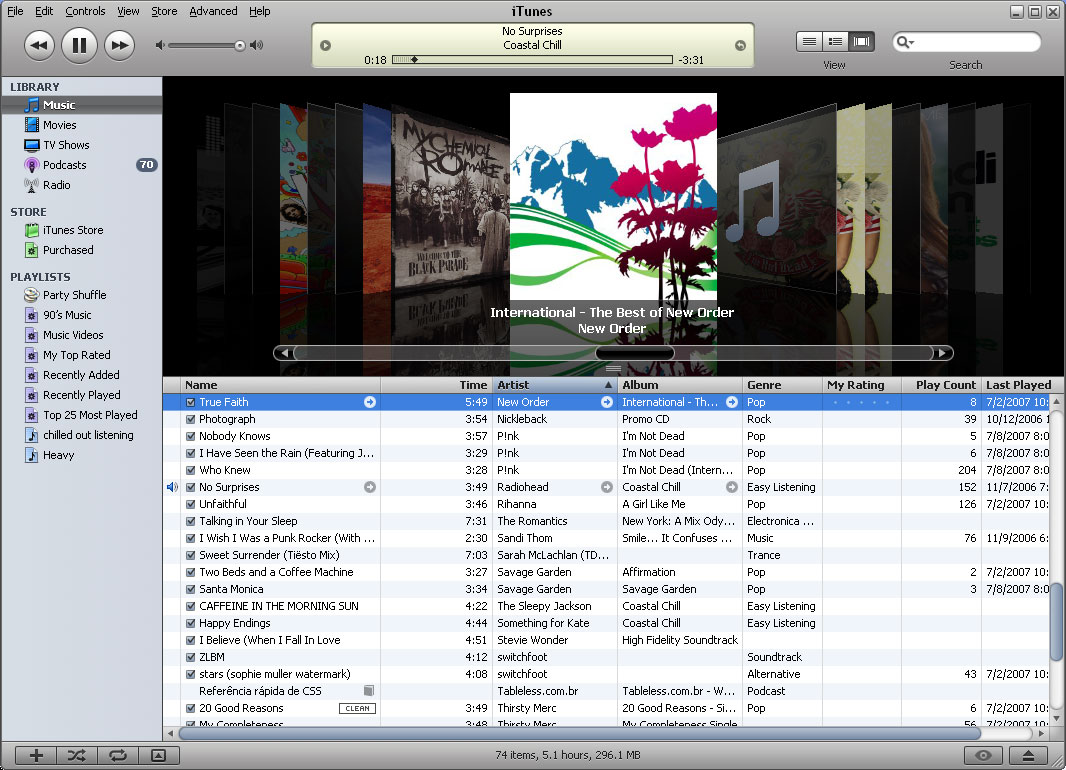 File Edit Controls View Store Advanced Help
iTunes
No Surprises
Coastal Chill
0:18 -3:31
View
Search
LIBRARY
Music
Movies
TV Shows
Podcasts 70
Radio
STORE
iTunes Store
Purchased
PLAYLISTS
Party Shuffle
90's Music
Music Videos
My Top Rated
Recently Added
Recently Played
Top 25 Most Played
chilled out listening
Heavy
MY CHEMICAL ROMANCE
WELCOME TO THE
BLACK PARADE
International - The Best of New Order
New Order
Name Time Artist Album Genre My Rating Play Count Last Played
True Faith 5:49 New Order International - Th... Pop 8 7/2/2007 10:
Photograph 3:54 Nickleback Promo CD Rock 39 10/12/2006 1
Nobody Knows 3:57 P!nk I'm Not Dead Pop 5 7/8/2007 8:0
I Have Seen the Rain (Featuring J... 3:29 P!nk I'm Not Dead Pop 6 7/8/2007 8:0
Who Knew 3:28 P!nk I'm Not Dead (Intern... Pop 204 7/8/2007 8:0
No Surprises 3:49 Radiohead Coastal Chill Easy Listening 152 11/7/2006 7:
Unfaithful 3:46 Rihanna A Girl Like Me Pop 126 7/2/2007 10:
Talking in Your Sleep 7:31 The Romantics New York: A Mix Ody... Electronica ...
I Wish I Was a Punk Rocker (With ... 2:30 Sandi Thom Smile... It Confuses ... Music 76 11/9/2006 6:
Sweet Surrender (Tiësto Mix) 7:03 Sarah McLachlan (TD... Trance
Two Beds and a Coffee Machine 3:27 Savage Garden Affirmation Pop 2 7/2/2007 10:
Santa Monica 3:34 Savage Garden Savage Garden Pop 3 7/8/2007 8:0
CAFFEINE IN THE MORNING SUN 4:22 The Sleepy Jackson Coastal Chill Easy Listening
Happy Endings 4:44 Something for Kate Coastal Chill Easy Listening
I Believe (When I Fall In Love 4:51 Stevie Wonder High Fidelity Soundtrack
ZLBM 4:12 switchfoot Soundtrack
stars (sophie muller watermark) 4:08 switchfoot Alternative 43 7/2/2007 10:
Referência rápida de CSS Tableless.com.br Tableless.com.br - W... Podcast
20 Good Reasons CLEAN 3:49 Thirsty Merc 20 Good Reasons - Si... Pop 6 7/2/2007 10:
My Completeness 3:48 Thirsty Merc My Completeness Single 56 7/2/2007 10:
74 items, 5.1 hours, 296.1 MB